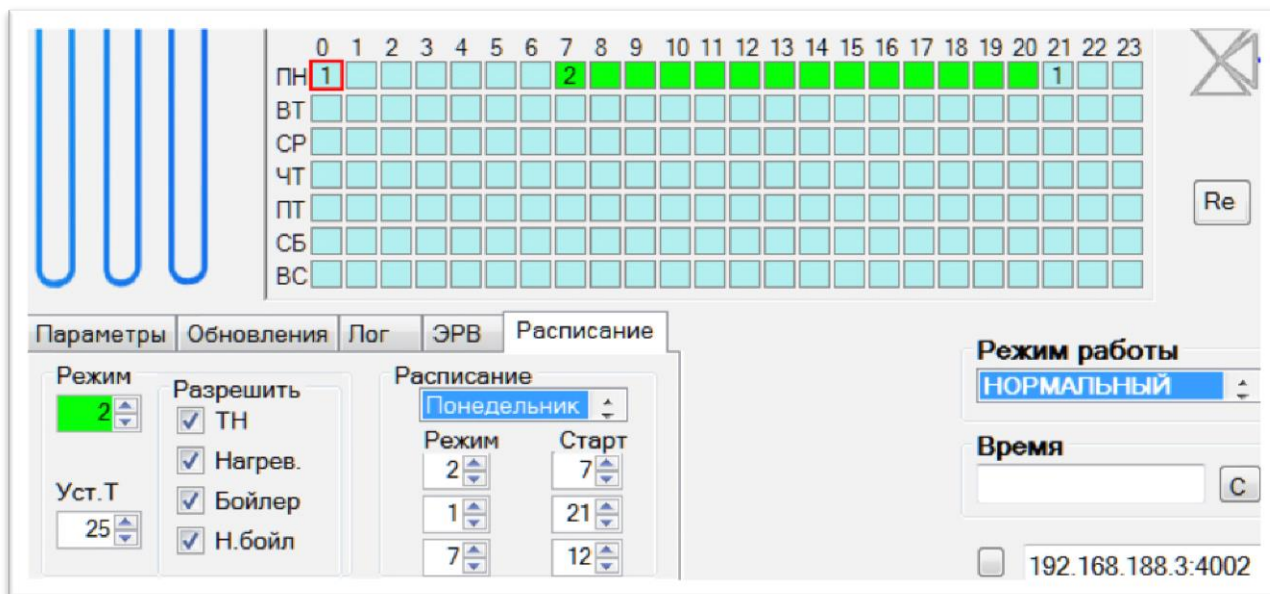 0 1 2 3 4 5 6 7 8 9 10 11 12 13 14 15 16 17 18 19 20 21 22 23
ПН 1 2 1
ВТ
СР
ЧТ
ПТ
СБ
ВС
Re
Параметры Обновления Лог ЭРВ Расписание
Режим
2
Уст.Т
25
Разрешить
ТН
Нагрев.
Бойлер
Н.бойл
Расписание
Понедельник
Режим Старт
2 7
1 21
7 12
Режим работы
НОРМАЛЬНЫЙ
Время
С
192.168.188.3:4002